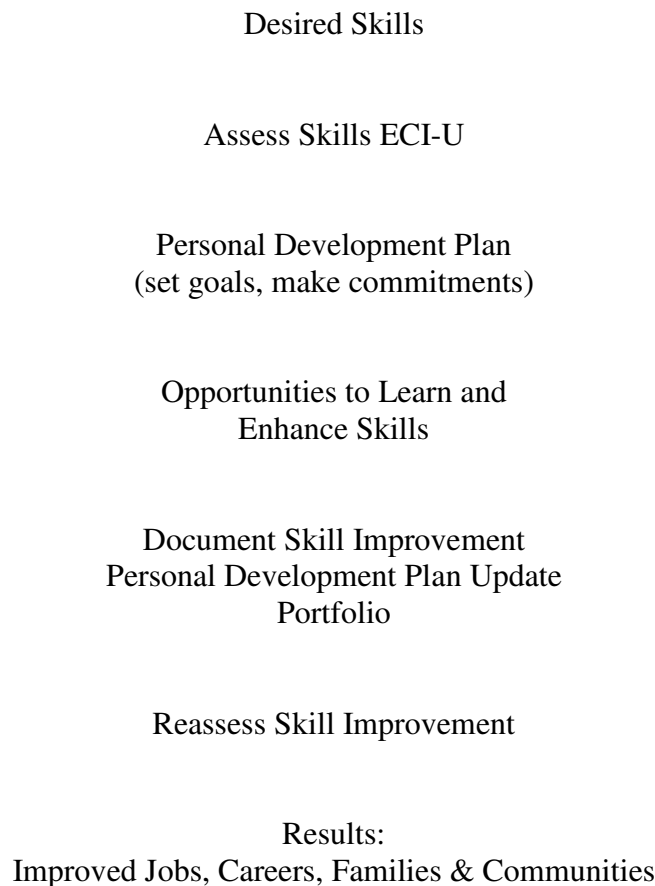 Desired Skills
Assess Skills ECI-U
Personal Development Plan
(set goals, make commitments)
Opportunities to Learn and
Enhance Skills
Document Skill Improvement
Personal Development Plan Update
Portfolio
Reassess Skill Improvement
Results:
Improved Jobs, Careers, Families & Communities